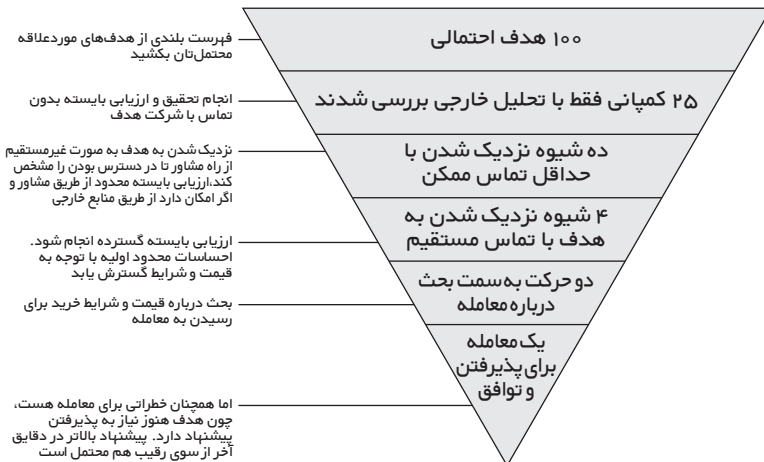 ۱۰۰ هدف احتمالی
فهرست بلندی از هدف‌های موردعلاقه
محتمل‌تان بکشید
۲۵ کمپانی فقط با تحلیل خارجی بررسی شدند
انجام تحقیق و ارزیابی بایسته بدون
تماس با شرکت هدف
ده شیوه نزدیک شدن با
حداقل تماس ممکن
نزدیک شدن به هدف به صورت غیرمستقیم
از راه مشاور تا در دسترس بودن را مشخص
کند،ارزیابی بایسته محدود از طریق مشاور و
اگر امکان دارد از طریق منابع خارجی
۴ شیوه نزدیک شدن به
هدف با تماس مستقیم
ارزیابی بایسته گسترده انجام شود.
احساسات محدود اولیه با توجه به
قیمت و شرایط گسترش یابد
دو حرکت به‌سمت بحث
درباره معامله
بحث درباره قیمت و شرایط خرید برای
رسیدن به معامله
یک معامله
برای پذیرفتن
و توافق
اما همچنان خطراتی برای معامله هست،
چون هدف هنوز نیاز به پذیرفتن
پیشنهاد دارد. پیشنهاد بالاتر در دقایق
آخر از سوی رقیب هم محتمل است